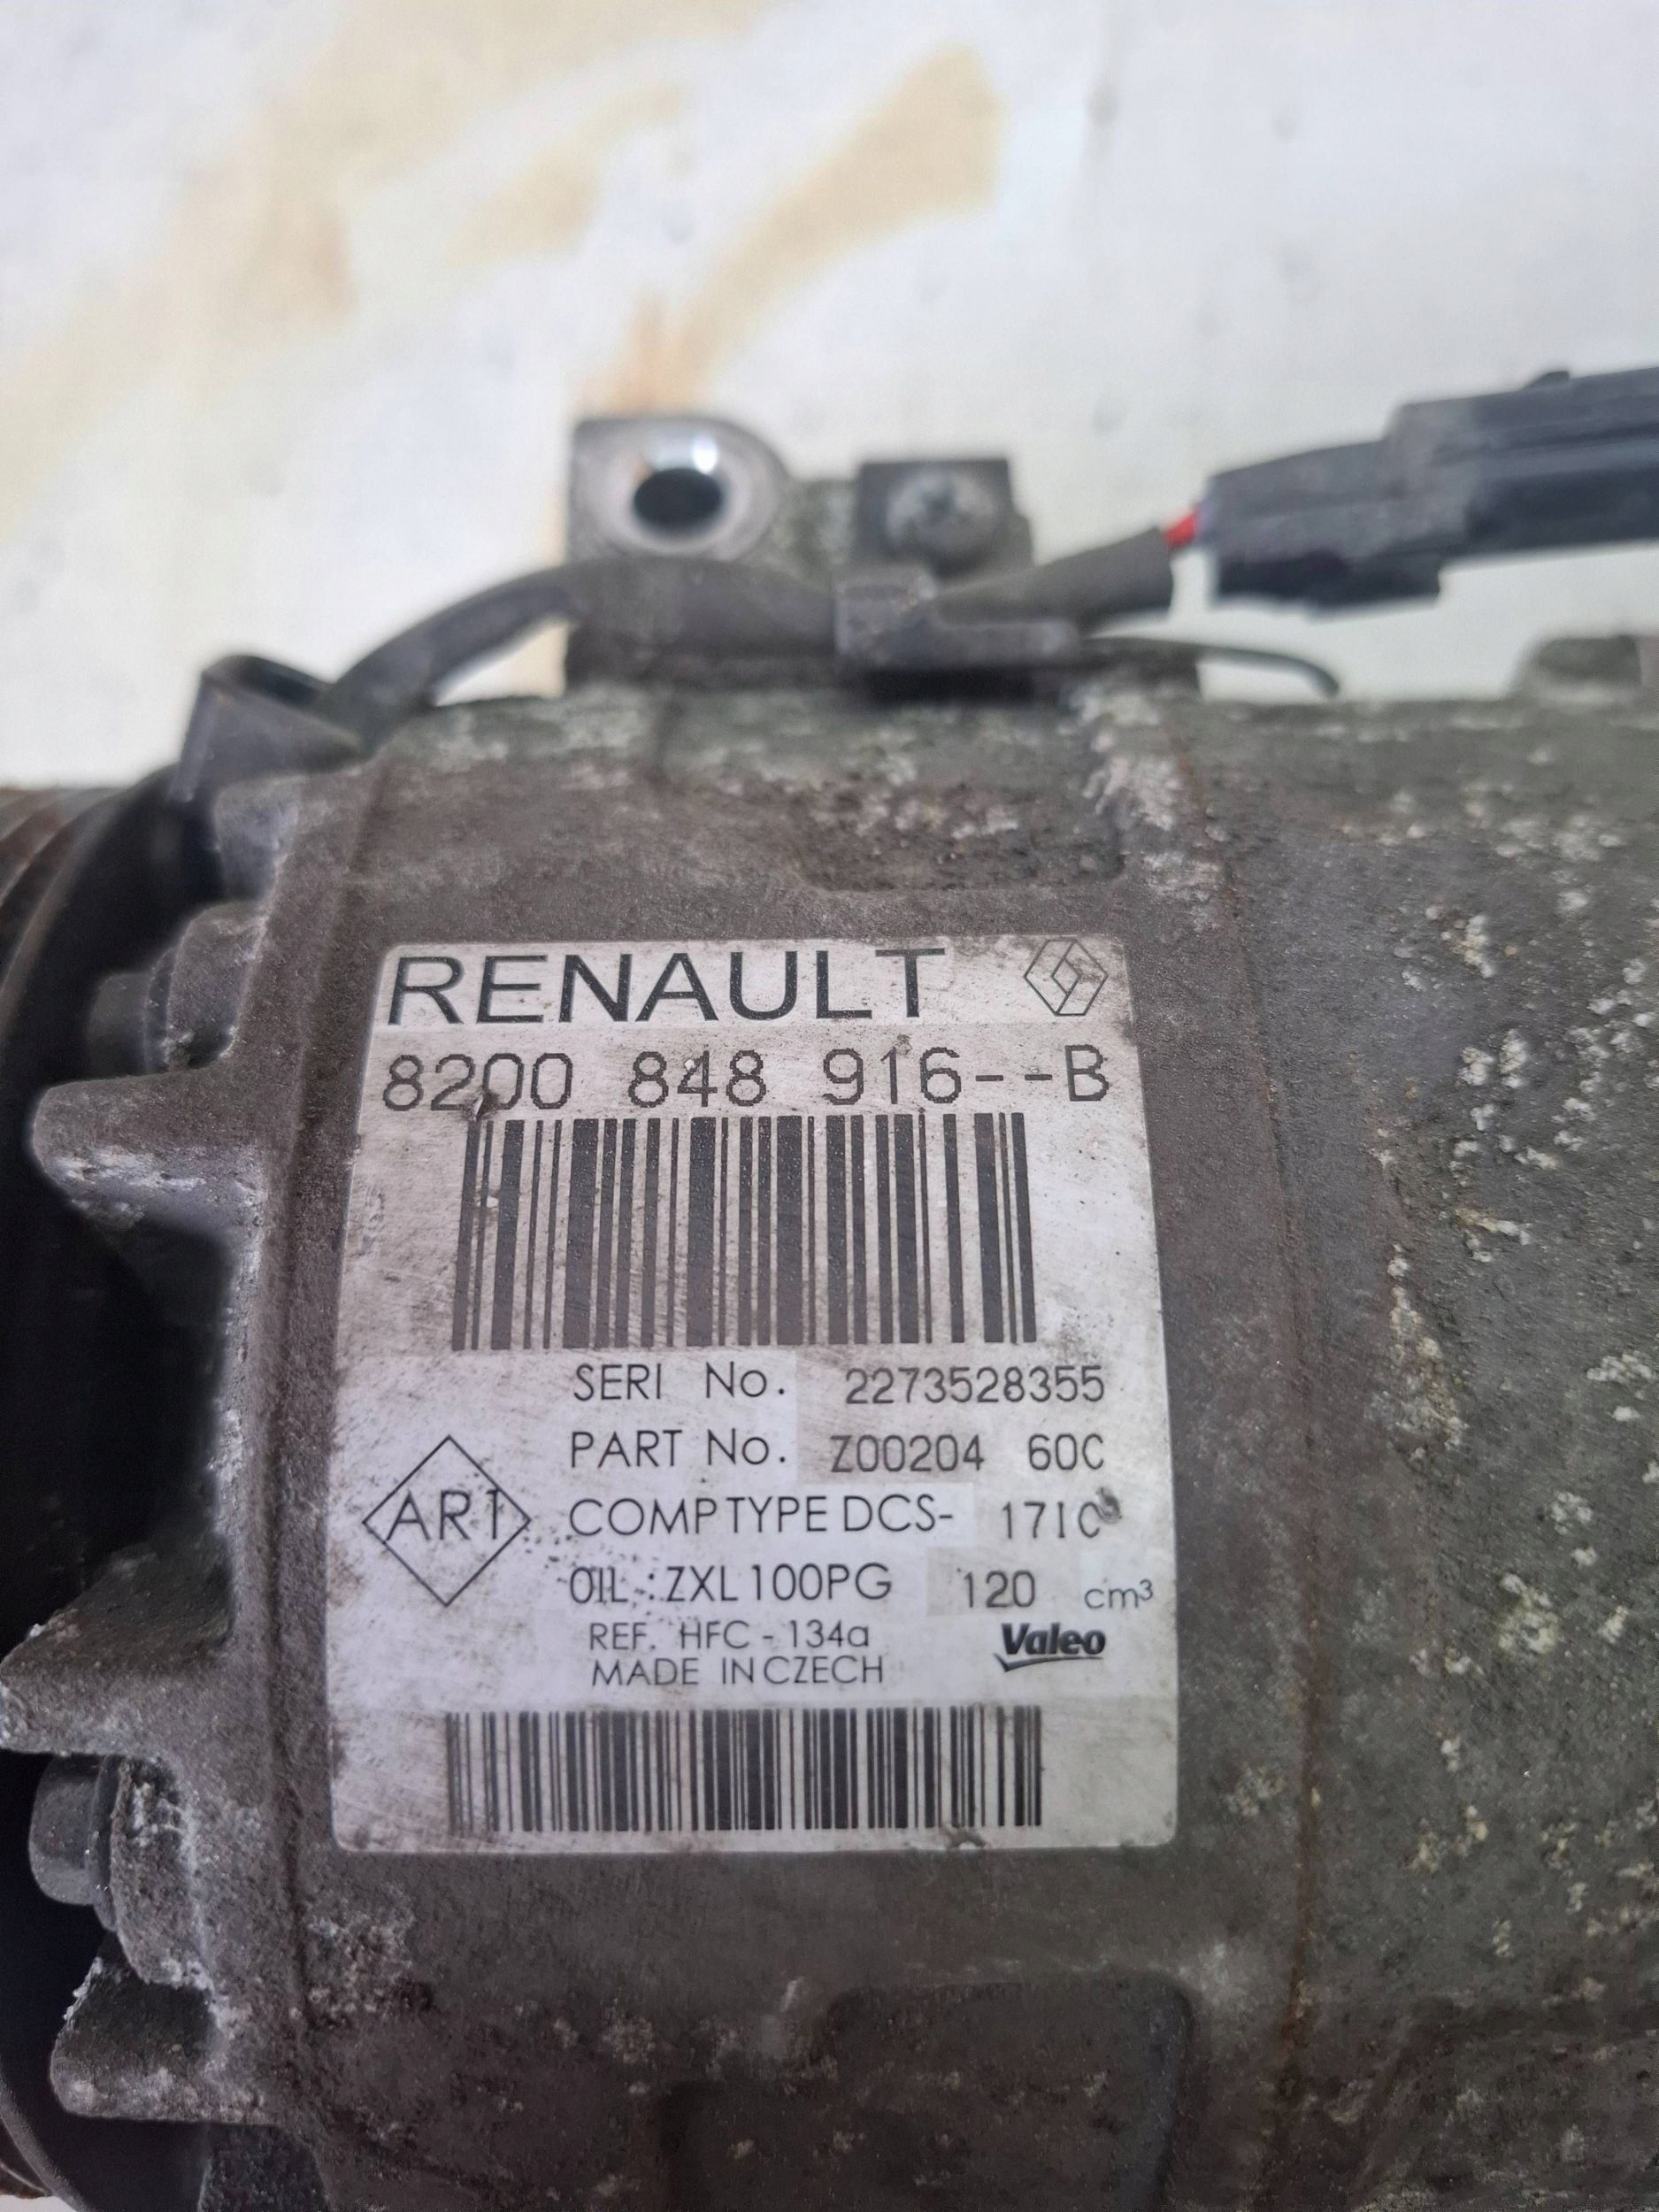 RENAULT
8200 848 916--B
SERI No. 2273528355
PART No. Z00204 60C
AR1
COMP TYPE DCS- 17IC
OIL : ZXL 100PG 120 cm³
REF. HFC - 134a
MADE IN CZECH
Valeo